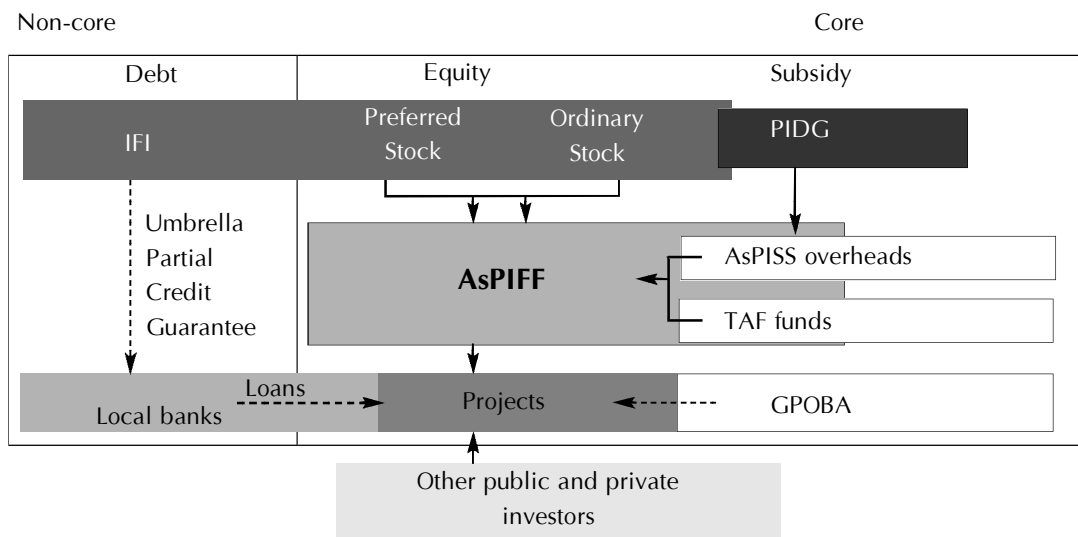 Non-core
Core
Debt
Equity
Subsidy
IFI
Preferred
Stock
Ordinary
Stock
PIDG
Umbrella
Partial
Credit
Guarantee
AsPIFF
AsPISS overheads
TAF funds
Loans
Local banks
Projects
GPOBA
Other public and private
investors